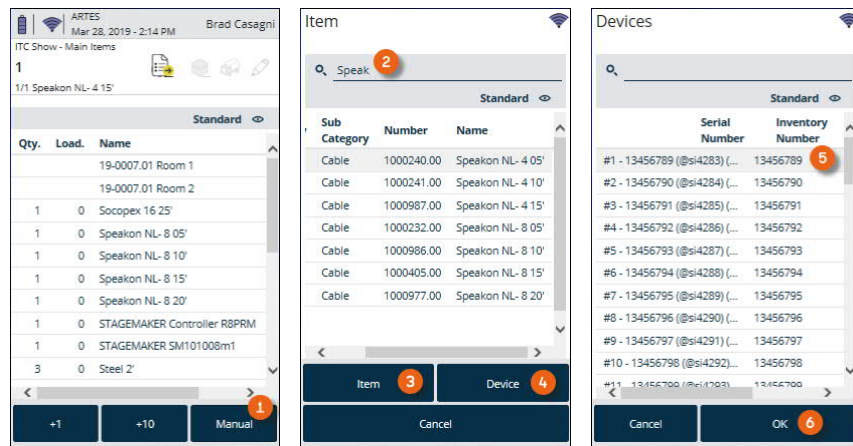 ARTES
Mar 28, 2019 - 2:14 PM
Brad Casagni
ITC Show - Main Items
1
1/1 Speakon NL- 4 15'
Standard
Qty. Load. Name
19-0007.01 Room 1
19-0007.01 Room 2
1 0 Socopex 16 25'
1 0 Speakon NL- 8 05'
1 0 Speakon NL- 8 10'
1 0 Speakon NL- 8 15'
1 0 Speakon NL- 8 20'
1 0 STAGEMAKER Controller R8PRM
1 0 STAGEMAKER SM101008m1
3 0 Steel 2'
1
+1 +10 Manual
Item
Speak 2
Standard
Sub Category Number Name
Cable 1000240.00 Speakon NL- 4 05'
Cable 1000241.00 Speakon NL- 4 10'
Cable 1000987.00 Speakon NL- 4 15'
Cable 1000232.00 Speakon NL- 8 05'
Cable 1000986.00 Speakon NL- 8 10'
Cable 1000405.00 Speakon NL- 8 15'
Cable 1000977.00 Speakon NL- 8 20'
Item 3 Device 4
Cancel
Devices
Standard
Serial Number Inventory Number
#1 - 13456789 (@si4283) (... 13456789 5
#2 - 13456790 (@si4284) (... 13456790
#3 - 13456791 (@si4285) (... 13456791
#4 - 13456792 (@si4286) (... 13456792
#5 - 13456793 (@si4287) (... 13456793
#6 - 13456794 (@si4288) (... 13456794
#7 - 13456795 (@si4289) (... 13456795
#8 - 13456796 (@si4290) (... 13456796
#9 - 13456797 (@si4291) (... 13456797
#10 - 13456798 (@si4292)... 13456798
#11 - 13456799 (@si4293) 13456799
Cancel OK 6